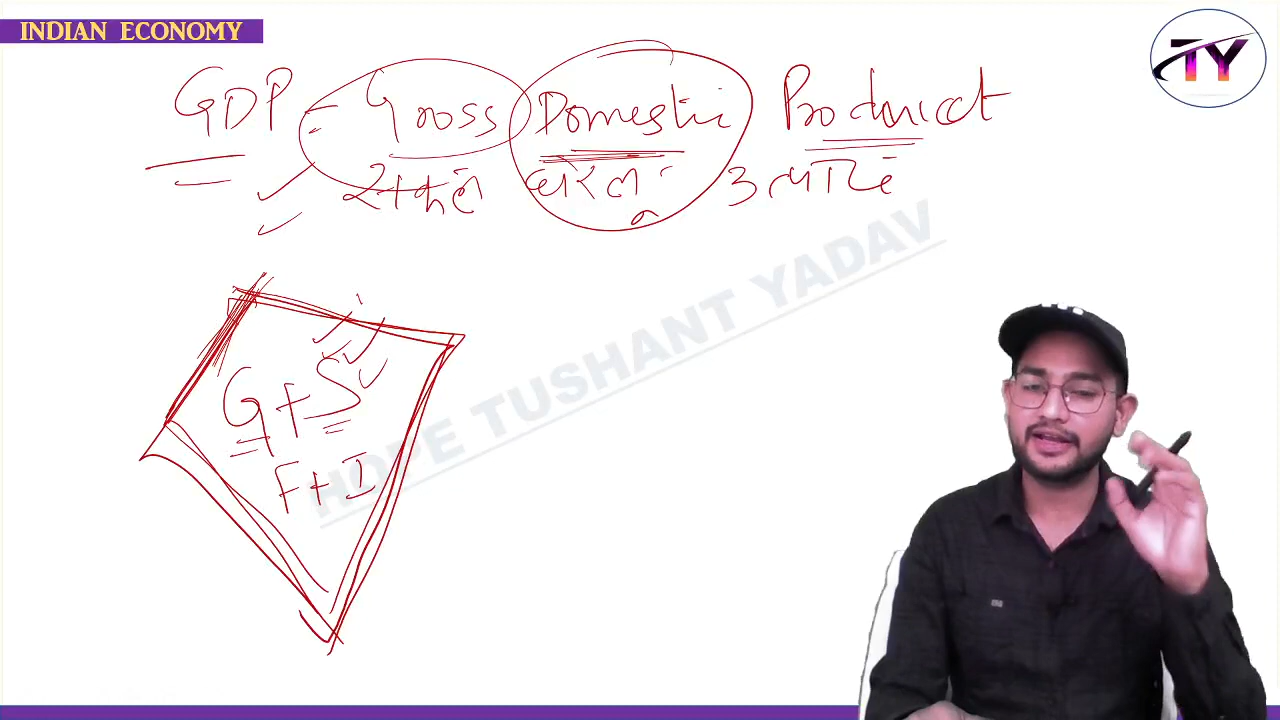 INDIAN ECONOMY
TY
GDP = Gross Domestic Product
सकल घरेलू उत्पाद
HOPE TUSHANT YADAV
G+S
F+I